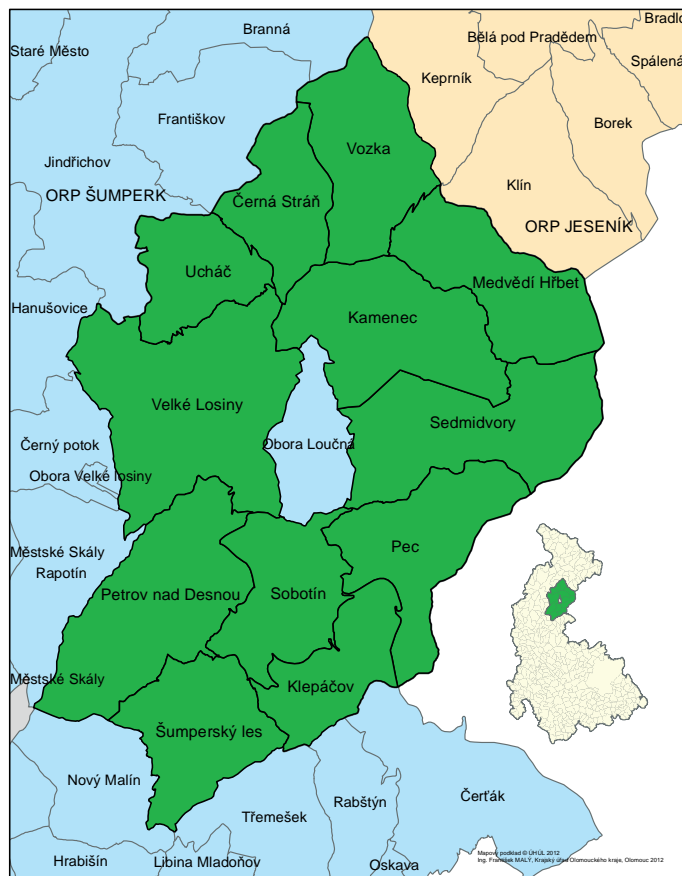 Branná
Bradlo
Staré Město
Bělá pod Pradědem
Spálená
Keprník
Františkov
Borek
Vozka
Jindřichov
Klín
ORP ŠUMPERK
Černá Stráň
ORP JESENÍK
Ucháč
Medvědí Hřbet
Hanušovice
Kamenec
Velké Losiny
Sedmidvory
Černý potok
Obora Loučná
Obora Velké losiny
Městské Skály
Pec
Rapotín
Petrov nad Desnou
Sobotín
Městské Skály
Klepáčov
Šumperský les
Nový Malín
Čerťák
Rabštýn
Třemešek
Hrabišín
Libina Mladoňov
Oskava
Mapový podklad © ÚHÚL 2012
Ing. František MALÝ, Krajský úřad Olomouckého kraje, Olomouc 2012